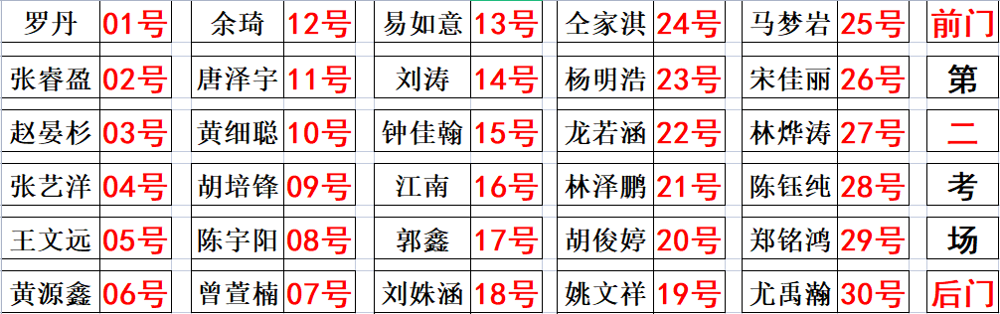 罗丹 01号 余琦 12号 易如意 13号 仝家淇 24号 马梦岩 25号 前门
张睿盈 02号 唐泽宇 11号 刘涛 14号 杨明浩 23号 宋佳丽 26号 第
赵晏杉 03号 黄细聪 10号 钟佳翰 15号 龙若涵 22号 林烨涛 27号 二
张艺洋 04号 胡培锋 09号 江南 16号 林泽鹏 21号 陈钰纯 28号 考
王文远 05号 陈宇阳 08号 郭鑫 17号 胡俊婷 20号 郑铭鸿 29号 场
黄源鑫 06号 曾萱楠 07号 刘姝涵 18号 姚文祥 19号 尤禹瀚 30号 后门